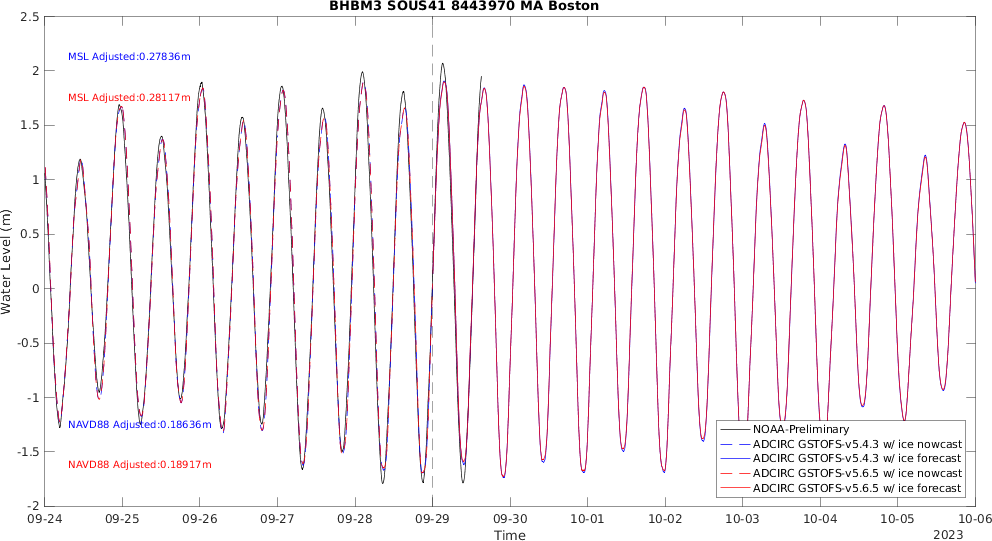 BHBM3 SOUS41 8443970 MA Boston
2.5
2
1.5
1
0.5
0
-0.5
-1
-1.5
-2
Water Level (m)
MSL Adjusted:0.27836m
MSL Adjusted:0.28117m
NAVD88 Adjusted:0.18636m
NAVD88 Adjusted:0.18917m
NOAA-Preliminary
ADCIRC GSTOFS-v5.4.3 w/ ice nowcast
ADCIRC GSTOFS-v5.4.3 w/ ice forecast
ADCIRC GSTOFS-v5.6.5 w/ ice nowcast
ADCIRC GSTOFS-v5.6.5 w/ ice forecast
09-24 09-25 09-26 09-27 09-28 09-29 09-30 10-01 10-02 10-03 10-04 10-05 10-06
Time
2023